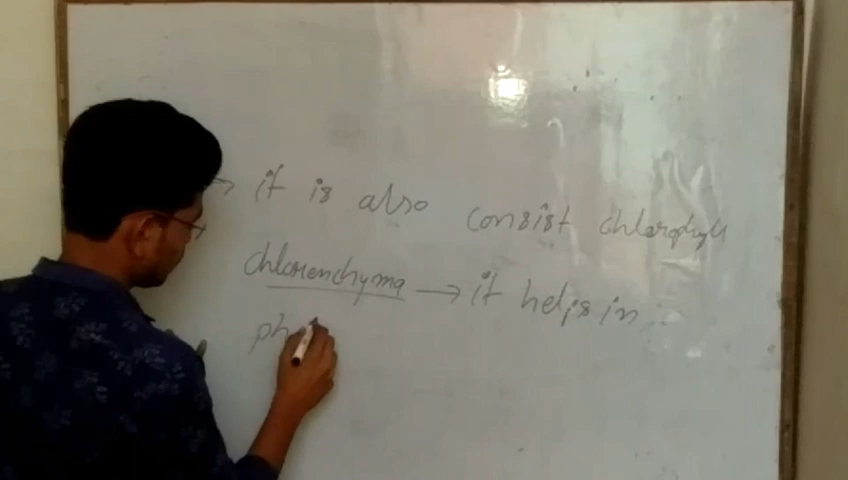 → it is also consist chlorophyll
chlorenchyma → it helps in
ph